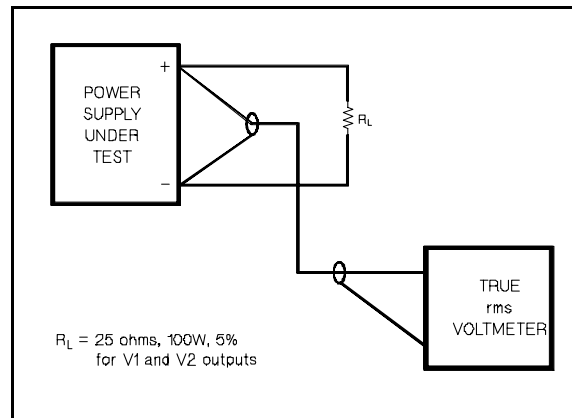 +
POWER
SUPPLY
UNDER
TEST
−
RL
TRUE
rms
VOLTMETER
RL = 25 ohms, 100W, 5%
for V1 and V2 outputs